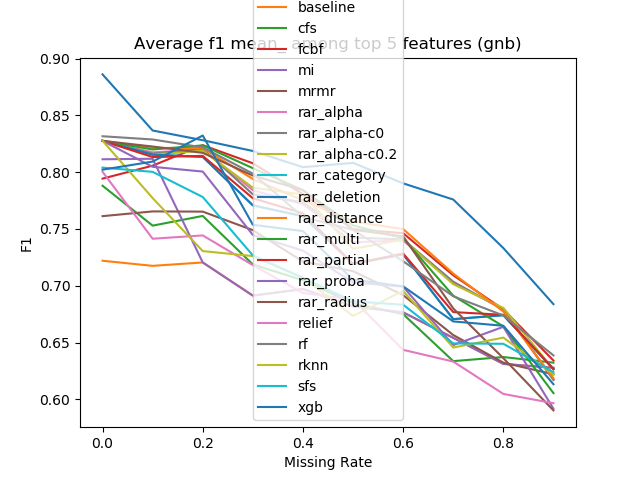 Average f1 mean_ among top 5 features (gnb)
baseline
cfs
fcbf
mi
mrmr
rar_alpha
rar_alpha-c0
rar_alpha-c0.2
rar_category
rar_deletion
rar_distance
rar_multi
rar_partial
rar_proba
rar_radius
relief
rf
rknn
sfs
xgb
F1
0.90
0.85
0.80
0.75
0.70
0.65
0.60
0.0 0.2 0.4 0.6 0.8
Missing Rate